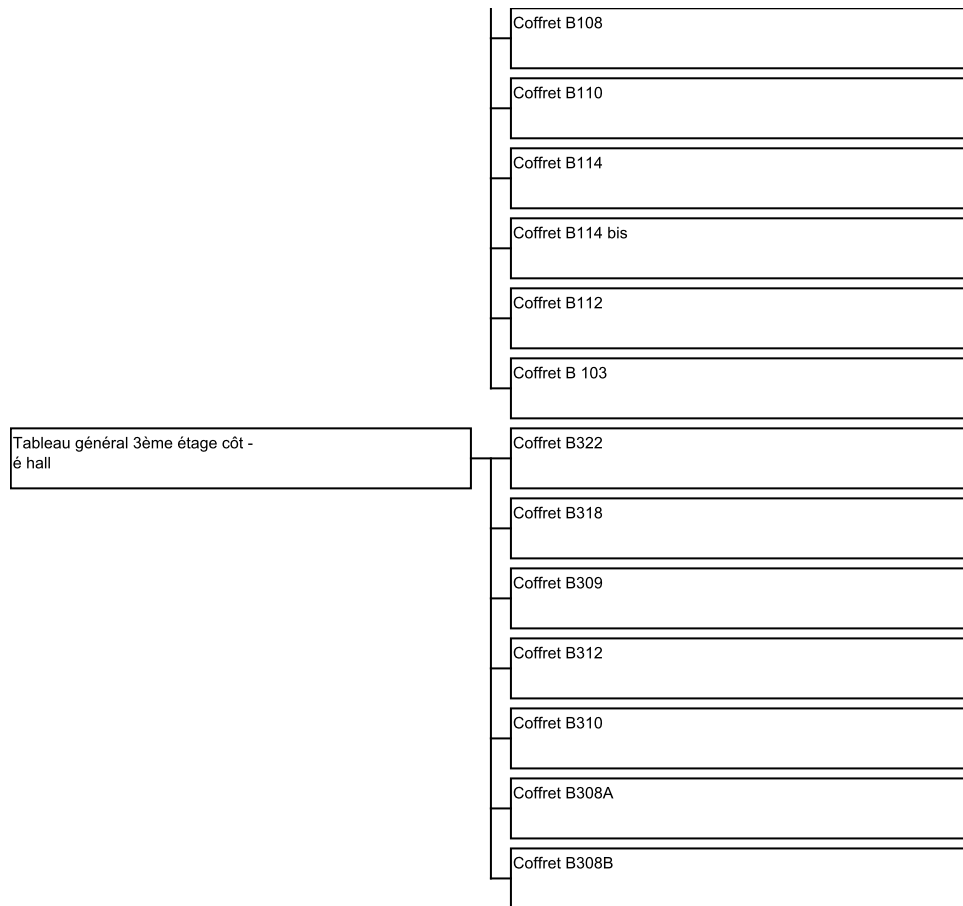 Coffret B108
Coffret B110
Coffret B114
Coffret B114 bis
Coffret B112
Coffret B 103
Tableau général 3ème étage côt -
é hall
Coffret B322
Coffret B318
Coffret B309
Coffret B312
Coffret B310
Coffret B308A
Coffret B308B